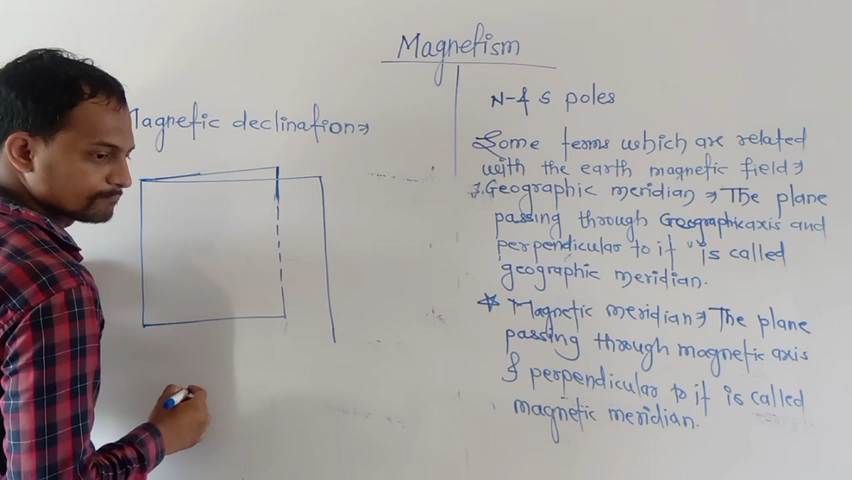 Magnetism
Magnetic declination⇒
N-& S poles
Some terms which are related
with the earth magnetic field⇒
1. Geographic meridian ⇒ The plane
passing through Geographic axis and
perpendicular to it is called
geographic meridian.
☆ Magnetic meridian⇒ The plane
passing through magnetic axis
& perpendicular to it is called
magnetic meridian.